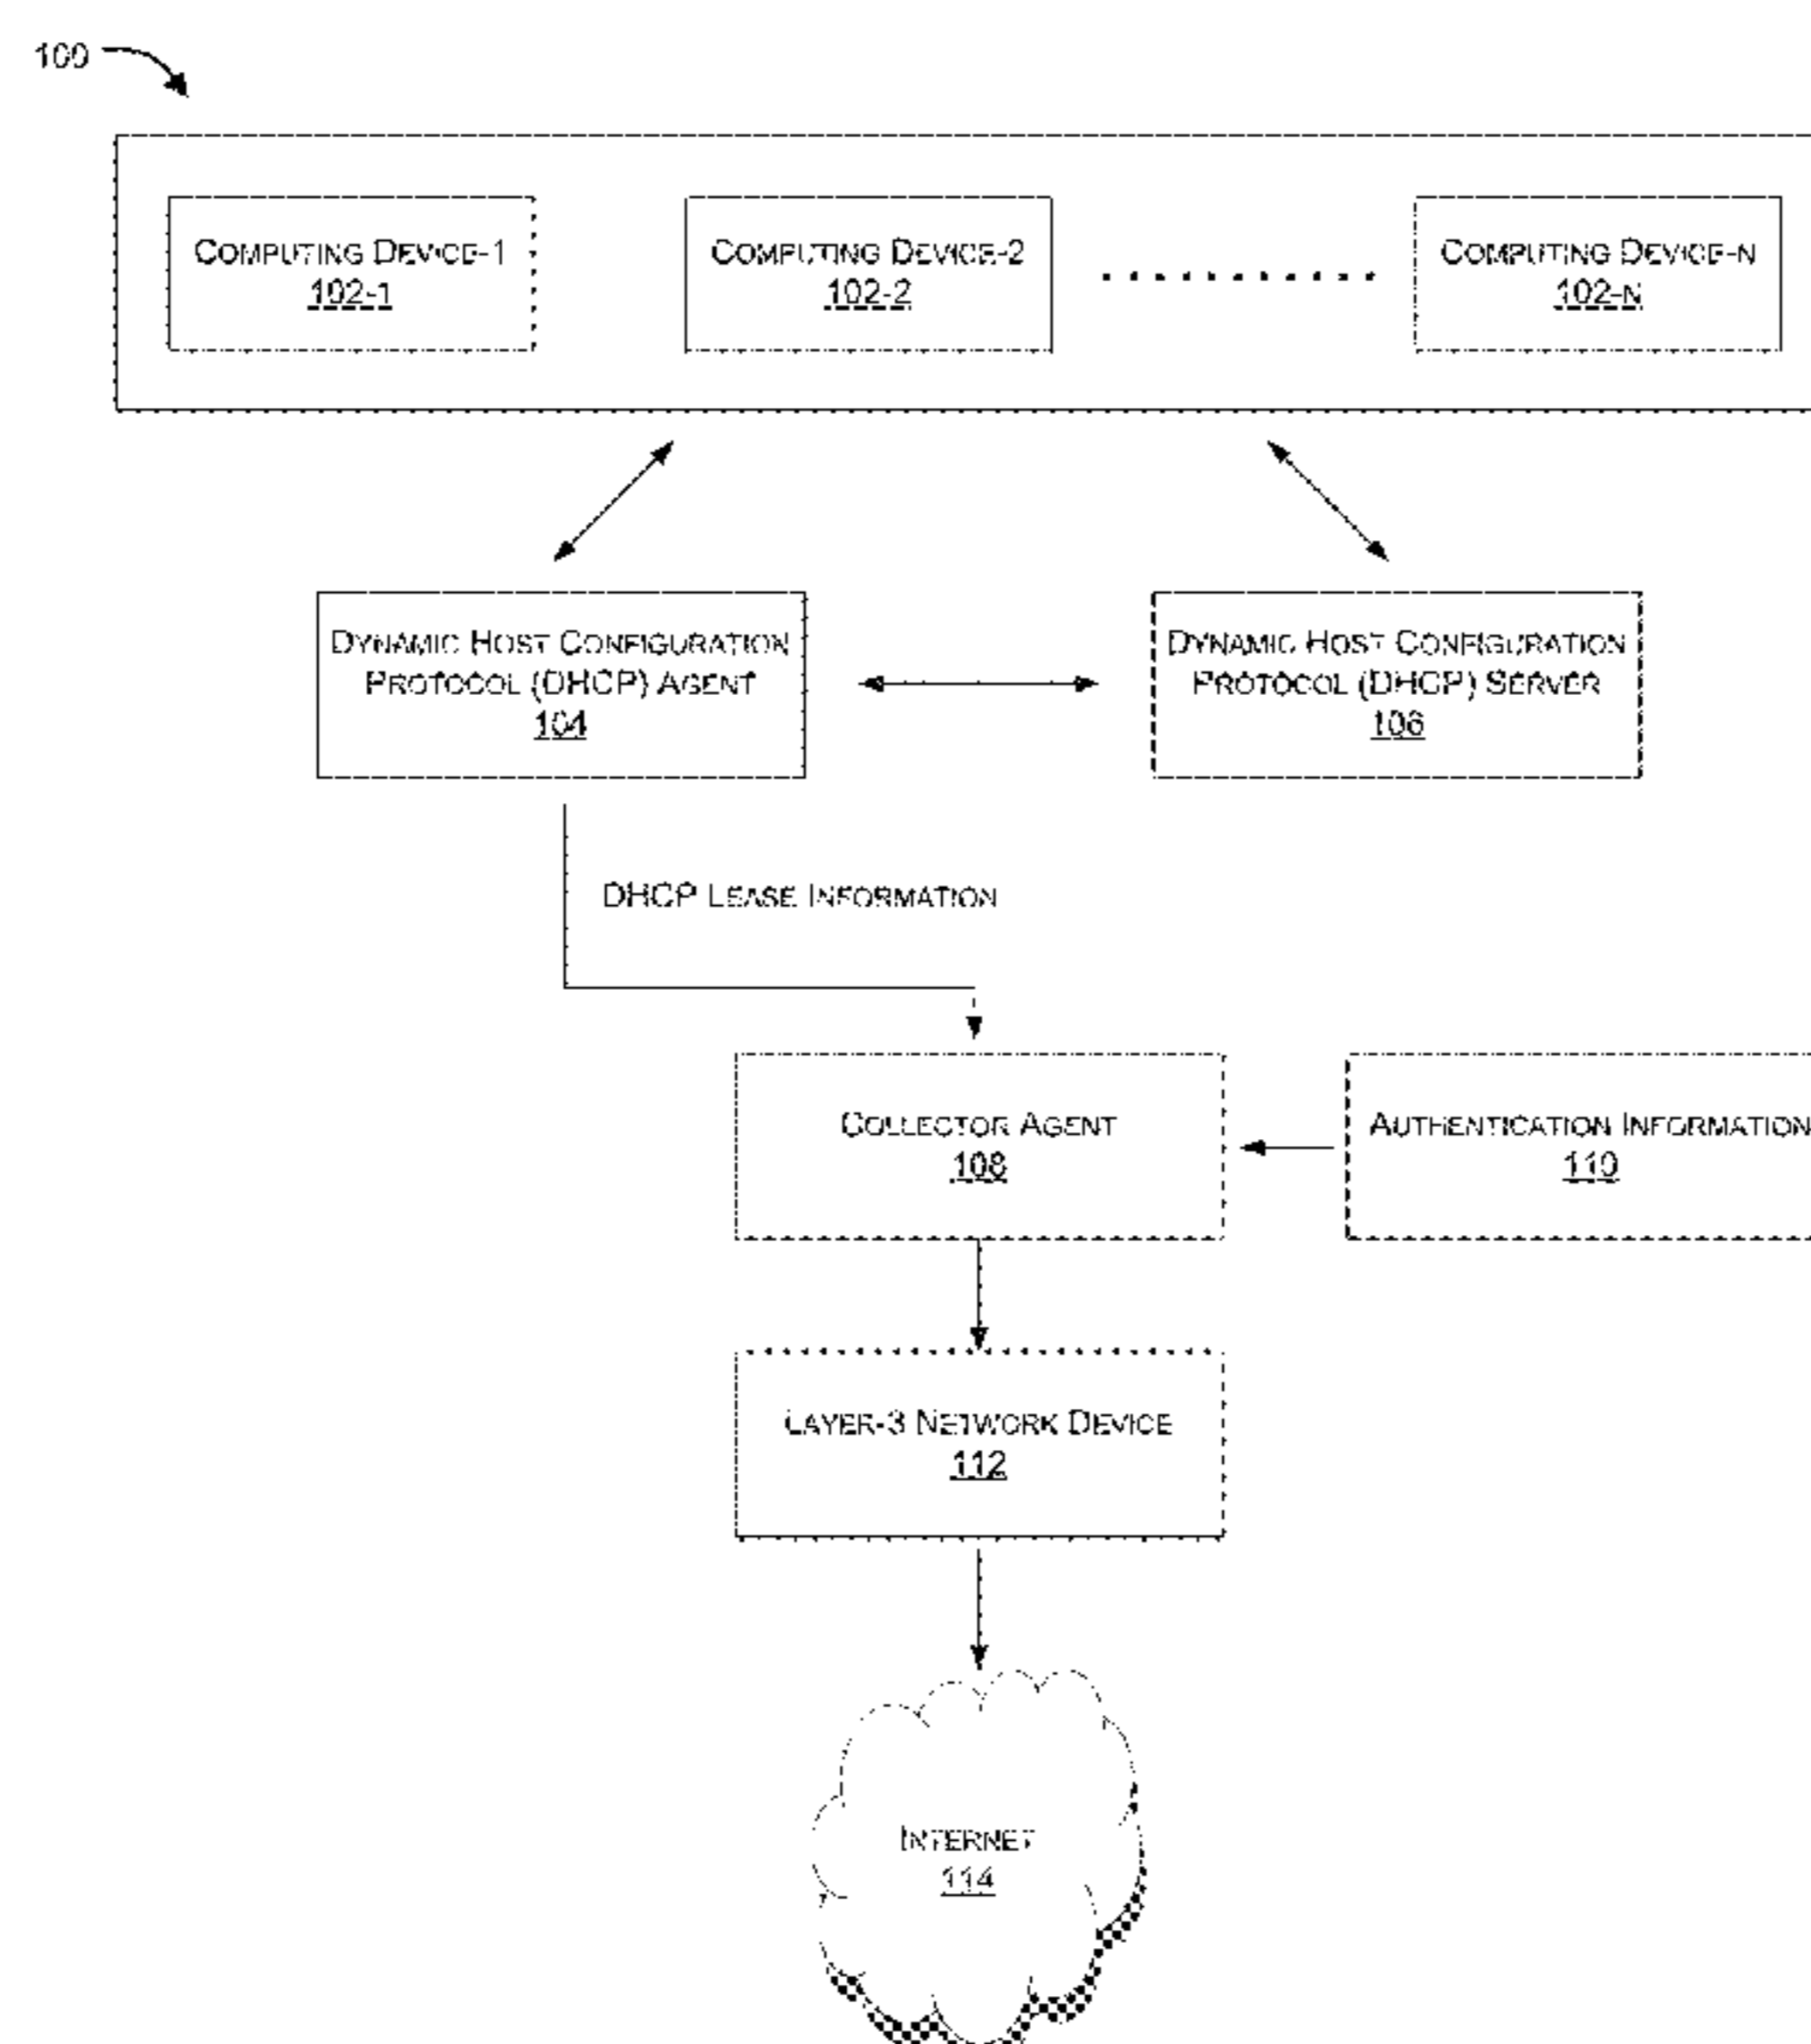 100
COMPUTING DEVICE-1
102-1
COMPUTING DEVICE-2
102-2
COMPUTING DEVICE-N
102-N
DYNAMIC HOST CONFIGURATION
PROTOCOL (DHCP) AGENT
104
DYNAMIC HOST CONFIGURATION
PROTOCOL (DHCP) SERVER
106
DHCP LEASE INFORMATION
COLLECTOR AGENT
108
AUTHENTICATION INFORMATION
110
LAYER-3 NETWORK DEVICE
112
INTERNET
114